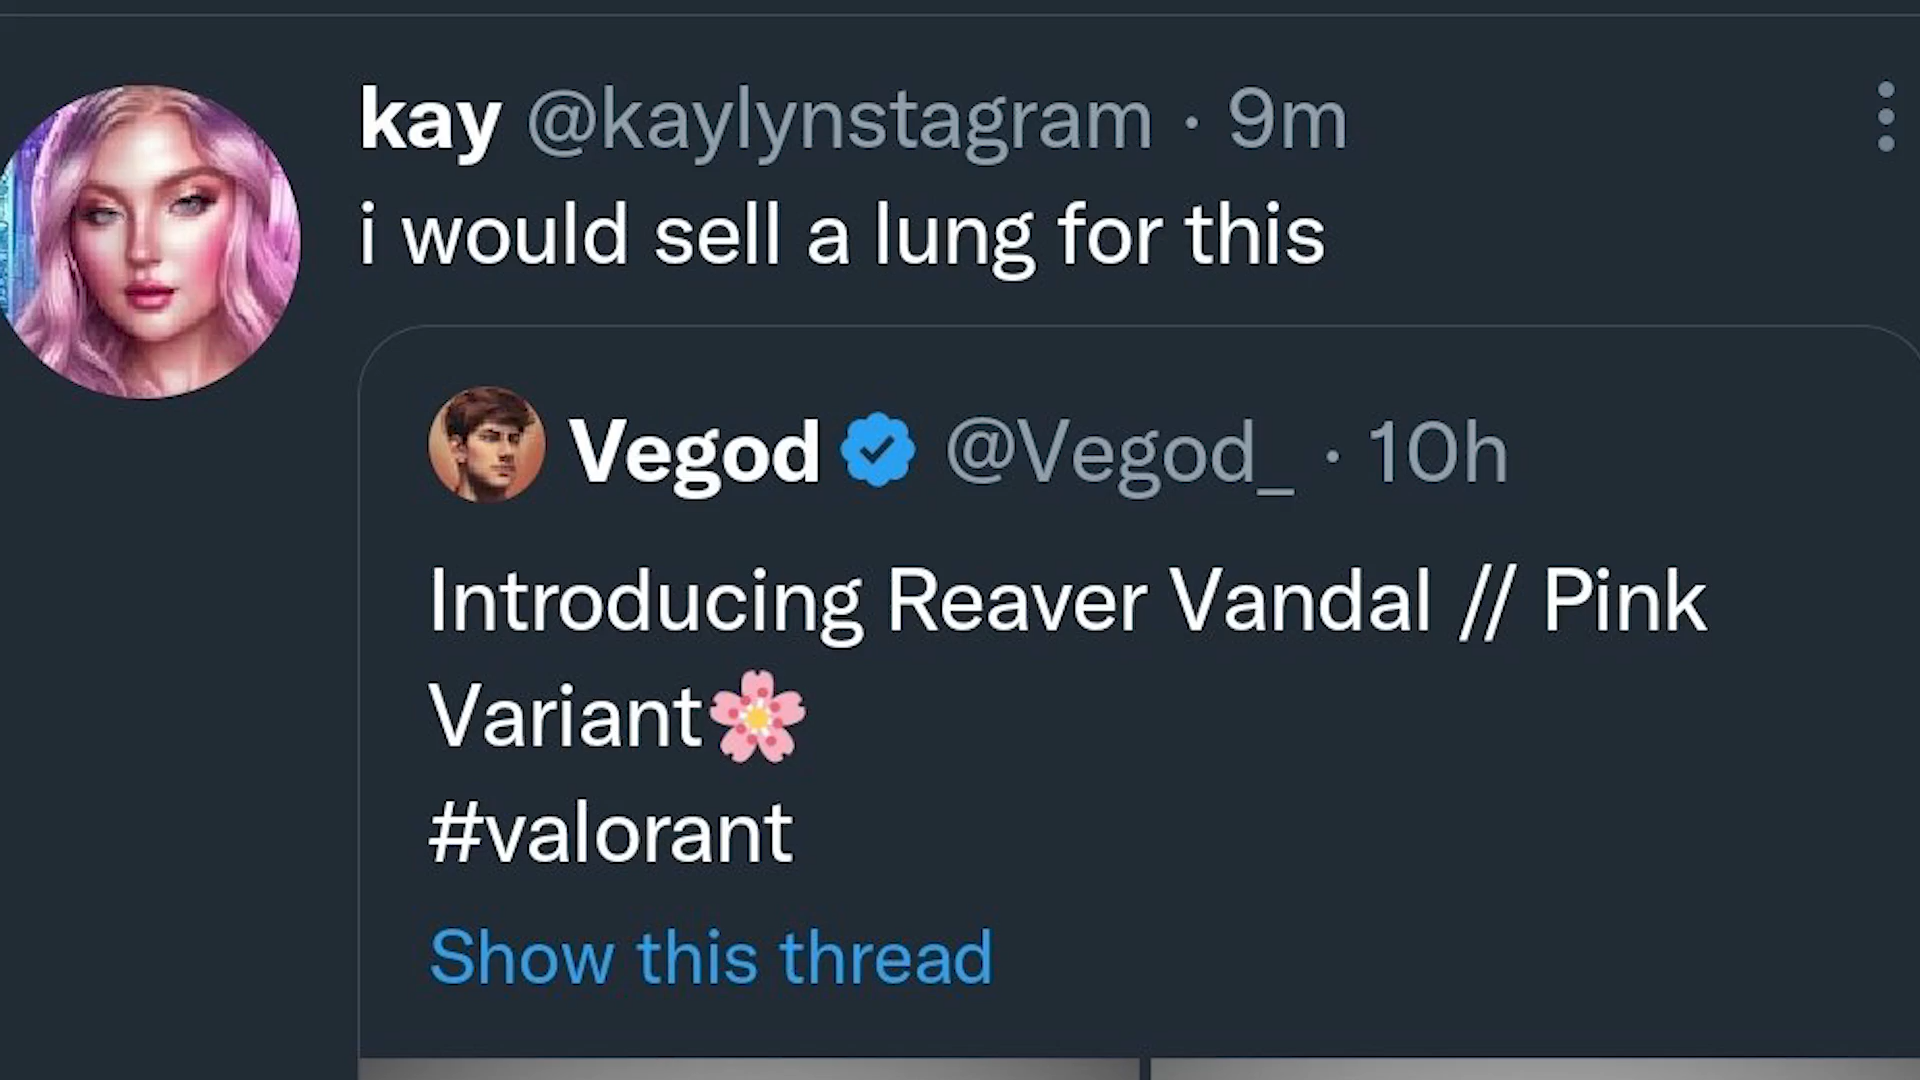 kay @kaylynstagram · 9m
i would sell a lung for this
Vegod @Vegod_ · 10h
Introducing Reaver Vandal // Pink
Variant🌸
#valorant
Show this thread